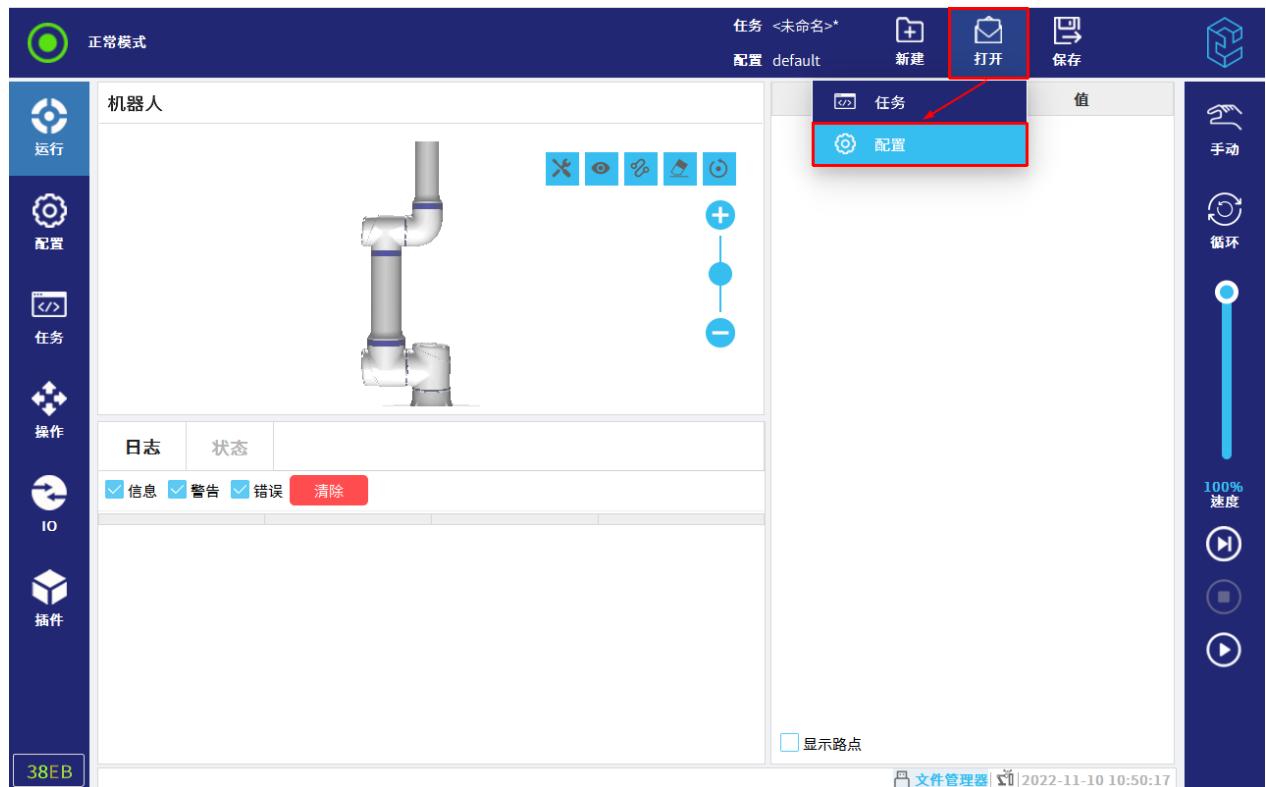 正常模式
任务 <未命名>*
配置 default
新建
打开
保存
运行
配置
任务
操作
IO
插件
38EB
机器人
任务
配置
值
日志
状态
信息
警告
错误
清除
显示路点
文件管理器
2022-11-10 10:50:17
手动
循环
100%
速度